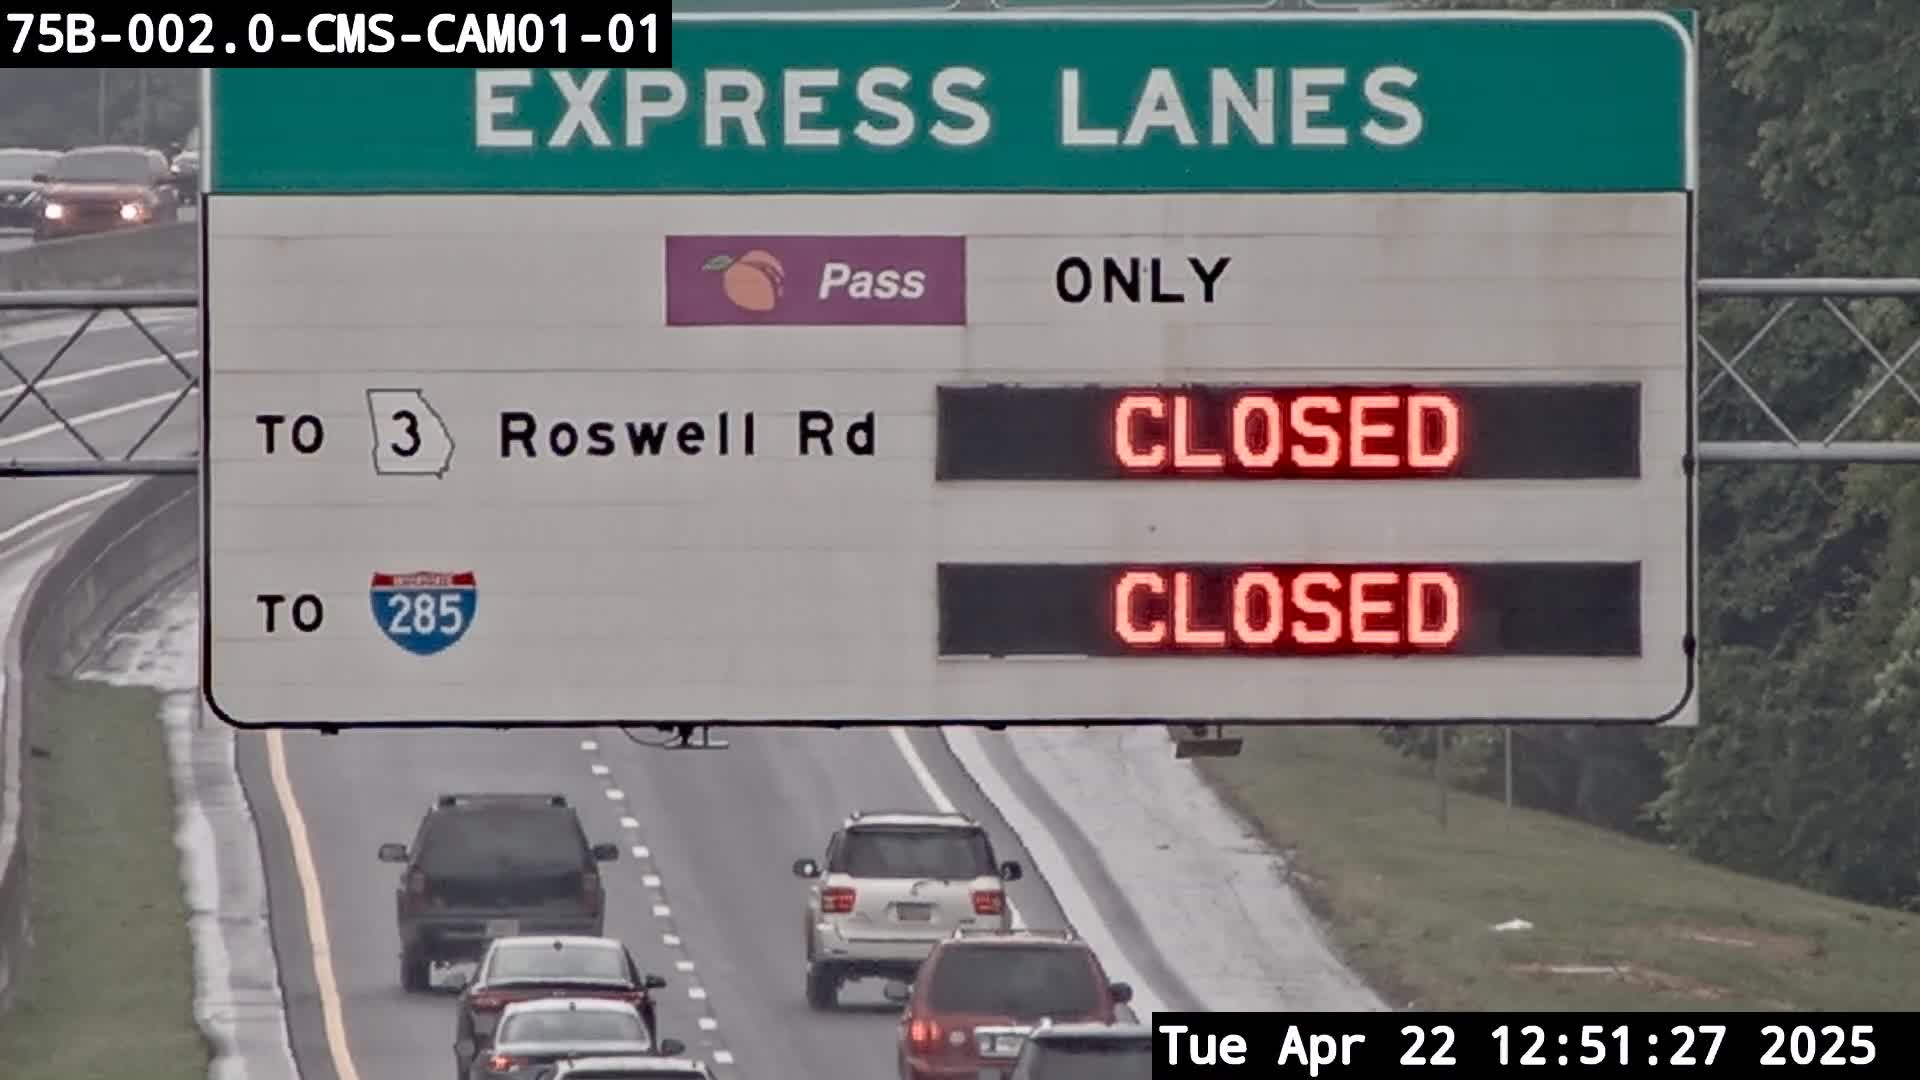 75B-002.0-CMS-CAM01-01
EXPRESS LANES
Pass ONLY
TO 3 Roswell Rd CLOSED
TO INTERSTATE 285 CLOSED
Tue Apr 22 12:51:27 2025